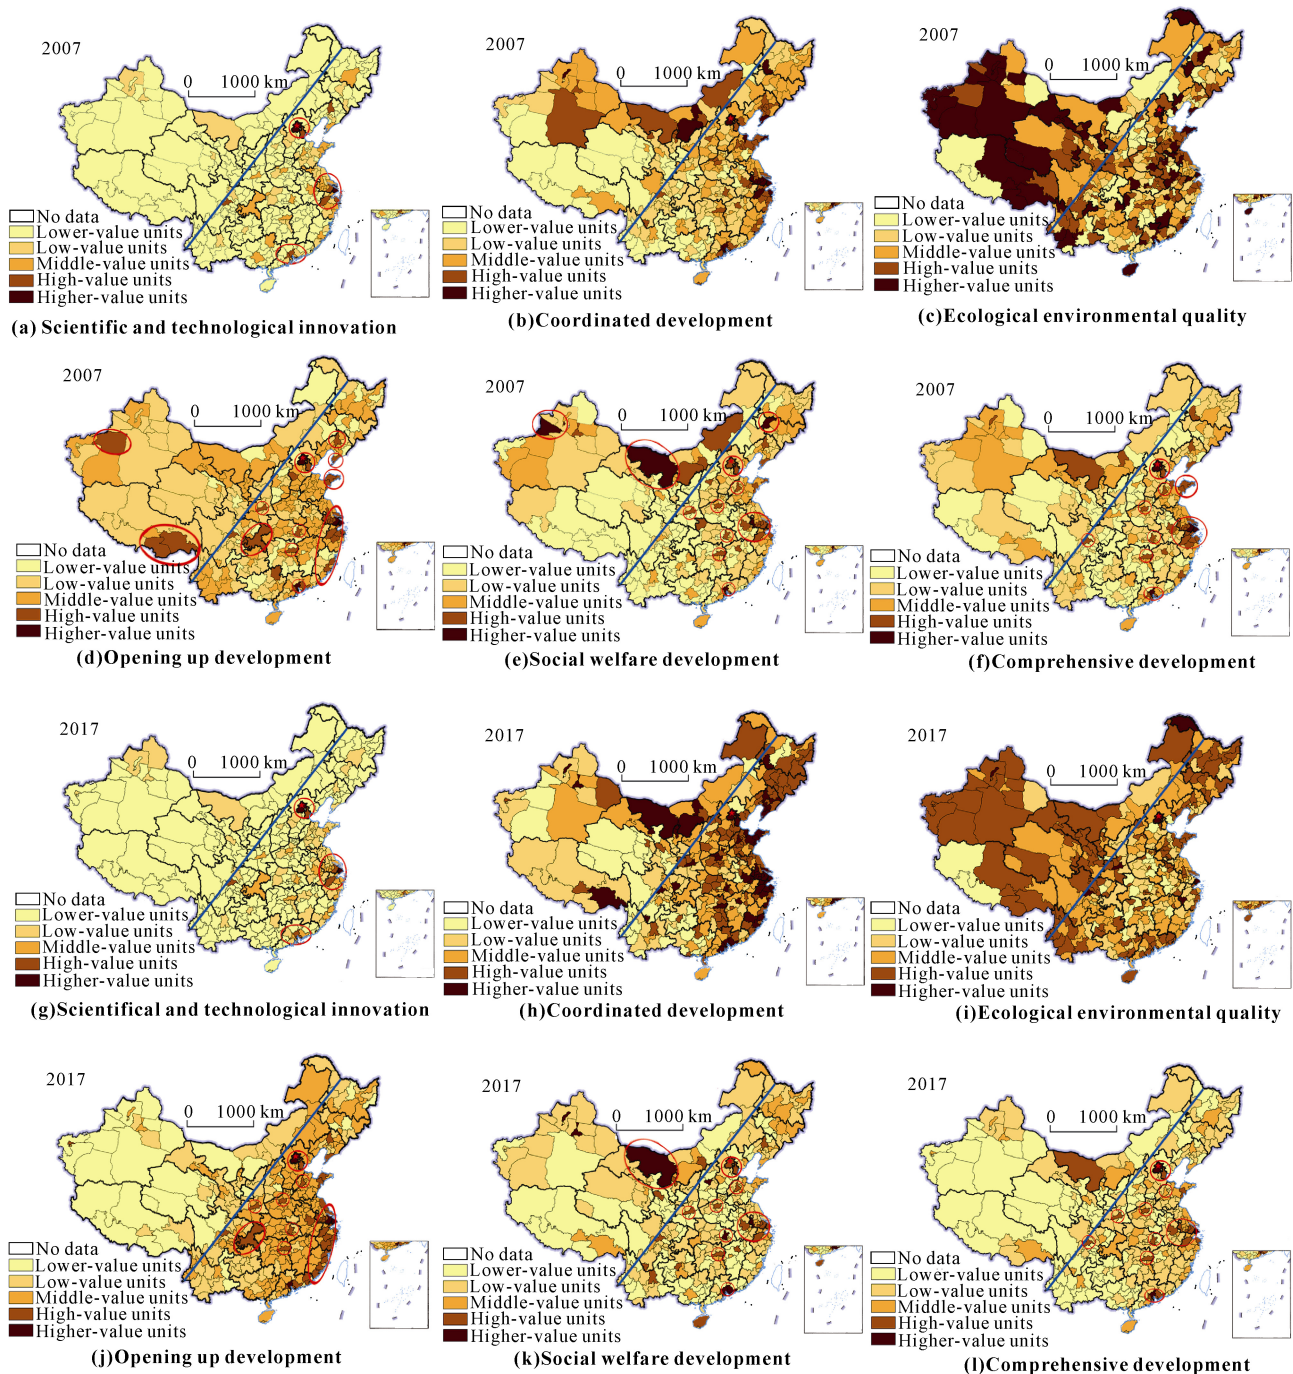 2007
0 1000 km
No data
Lower-value units
Low-value units
Middle-value units
High-value units
Higher-value units
(a) Scientific and technological innovation
2007
0 1000 km
No data
Lower-value units
Low-value units
Middle-value units
High-value units
Higher-value units
(b)Coordinated development
2007
0 1000 km
No data
Lower-value units
Low-value units
Middle-value units
High-value units
Higher-value units
(c)Ecological environmental quality
2007
0 1000 km
No data
Lower-value units
Low-value units
Middle-value units
High-value units
Higher-value units
(d)Opening up development
2007
0 1000 km
No data
Lower-value units
Low-value units
Middle-value units
High-value units
Higher-value units
(e)Social welfare development
2007
0 1000 km
No data
Lower-value units
Low-value units
Middle-value units
High-value units
Higher-value units
(f)Comprehensive development
2017
0 1000 km
No data
Lower-value units
Low-value units
Middle-value units
High-value units
Higher-value units
(g)Scientifical and technological innovation
2017
0 1000 km
No data
Lower-value units
Low-value units
Middle-value units
High-value units
Higher-value units
(h)Coordinated development
2017
0 1000 km
No data
Lower-value units
Low-value units
Middle-value units
High-value units
Higher-value units
(i)Ecological environmental quality
2017
0 1000 km
No data
Lower-value units
Low-value units
Middle-value units
High-value units
Higher-value units
(j)Opening up development
2017
0 1000 km
No data
Lower-value units
Low-value units
Middle-value units
High-value units
Higher-value units
(k)Social welfare development
2017
0 1000 km
No data
Lower-value units
Low-value units
Middle-value units
High-value units
Higher-value units
(l)Comprehensive development